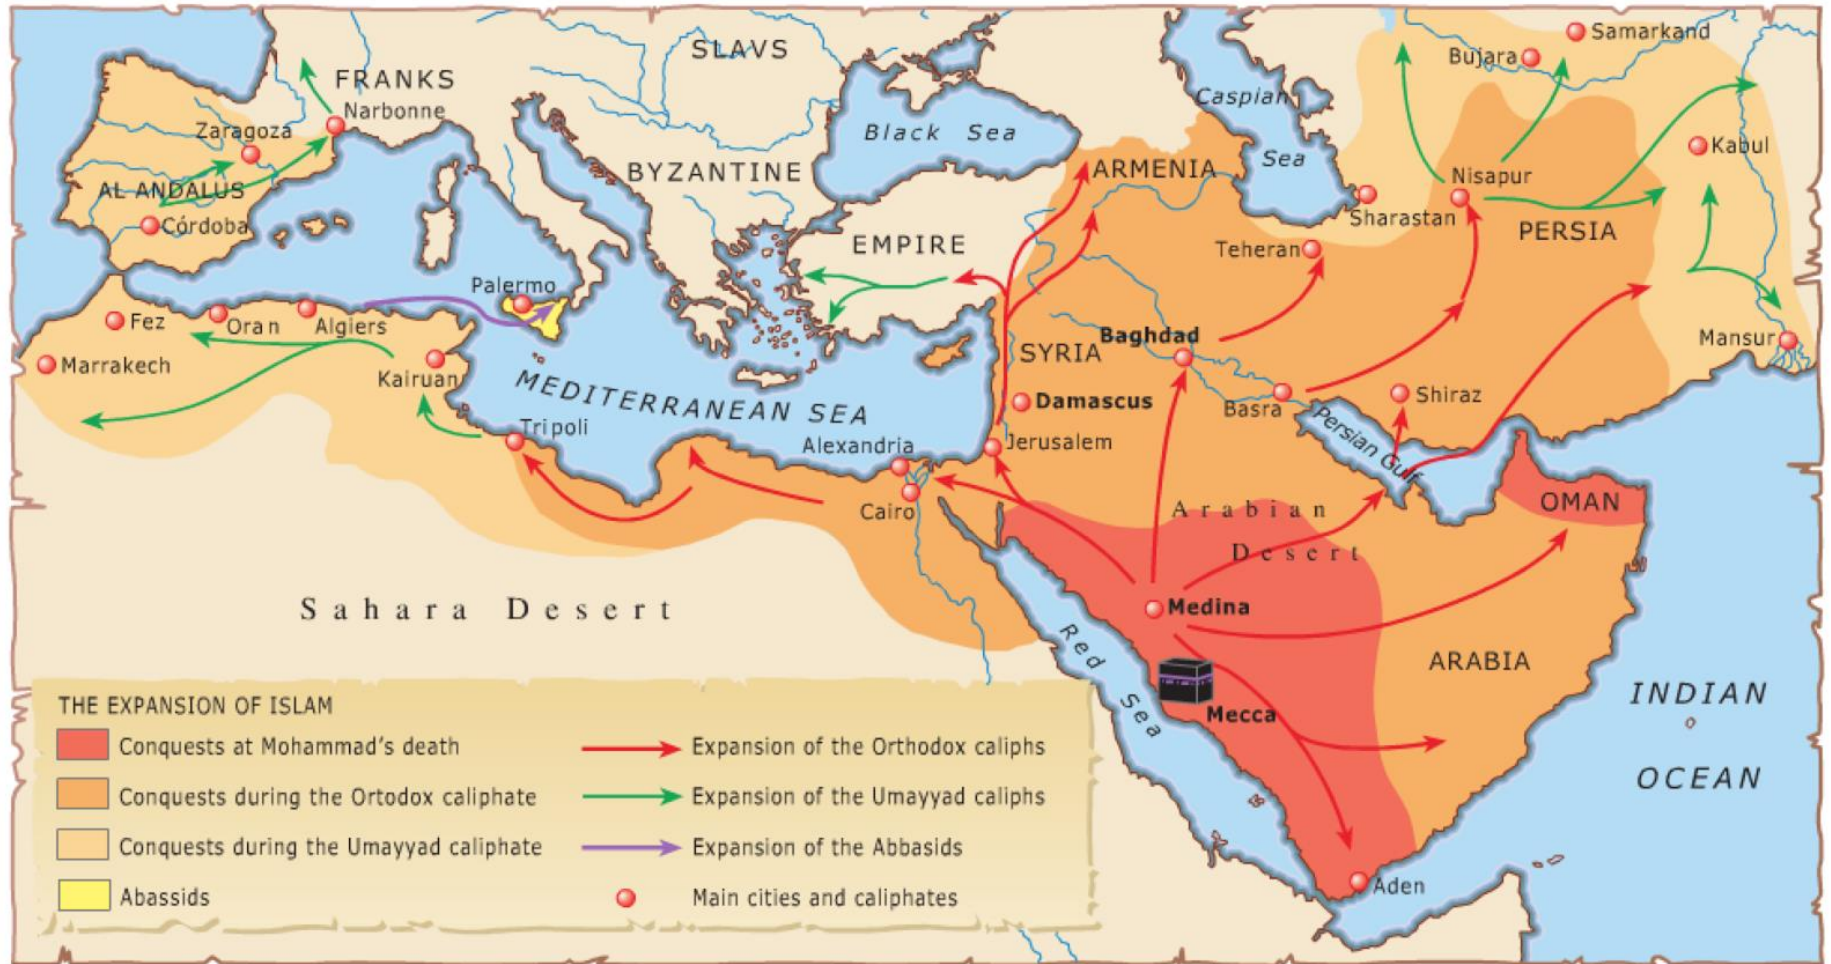 SLAVS
FRANKS
Narbonne
Zaragoza
AL ANDALUS
Córdoba
BYZANTINE
EMPIRE
Black Sea
Caspian
Sea
ARMENIA
Samarkand
Bujara
Kabul
Nisapur
Sharastan
PERSIA
Teheran
Palermo
Fez
Oran
Algiers
Marrakech
Kairuan
MEDITERRANEAN SEA
Tripoli
Alexandria
Cairo
SYRIA
Baghdad
Damascus
Jerusalem
Basra
Shiraz
Mansur
Persian Gulf
Arabian
Desert
OMAN
Sahara Desert
Medina
Mecca
Red Sea
ARABIA
INDIAN
OCEAN
Aden
THE EXPANSION OF ISLAM
Conquests at Mohammad's death
Conquests during the Ortodox caliphate
Conquests during the Umayyad caliphate
Abassids
Expansion of the Orthodox caliphs
Expansion of the Umayyad caliphs
Expansion of the Abbasids
Main cities and caliphates